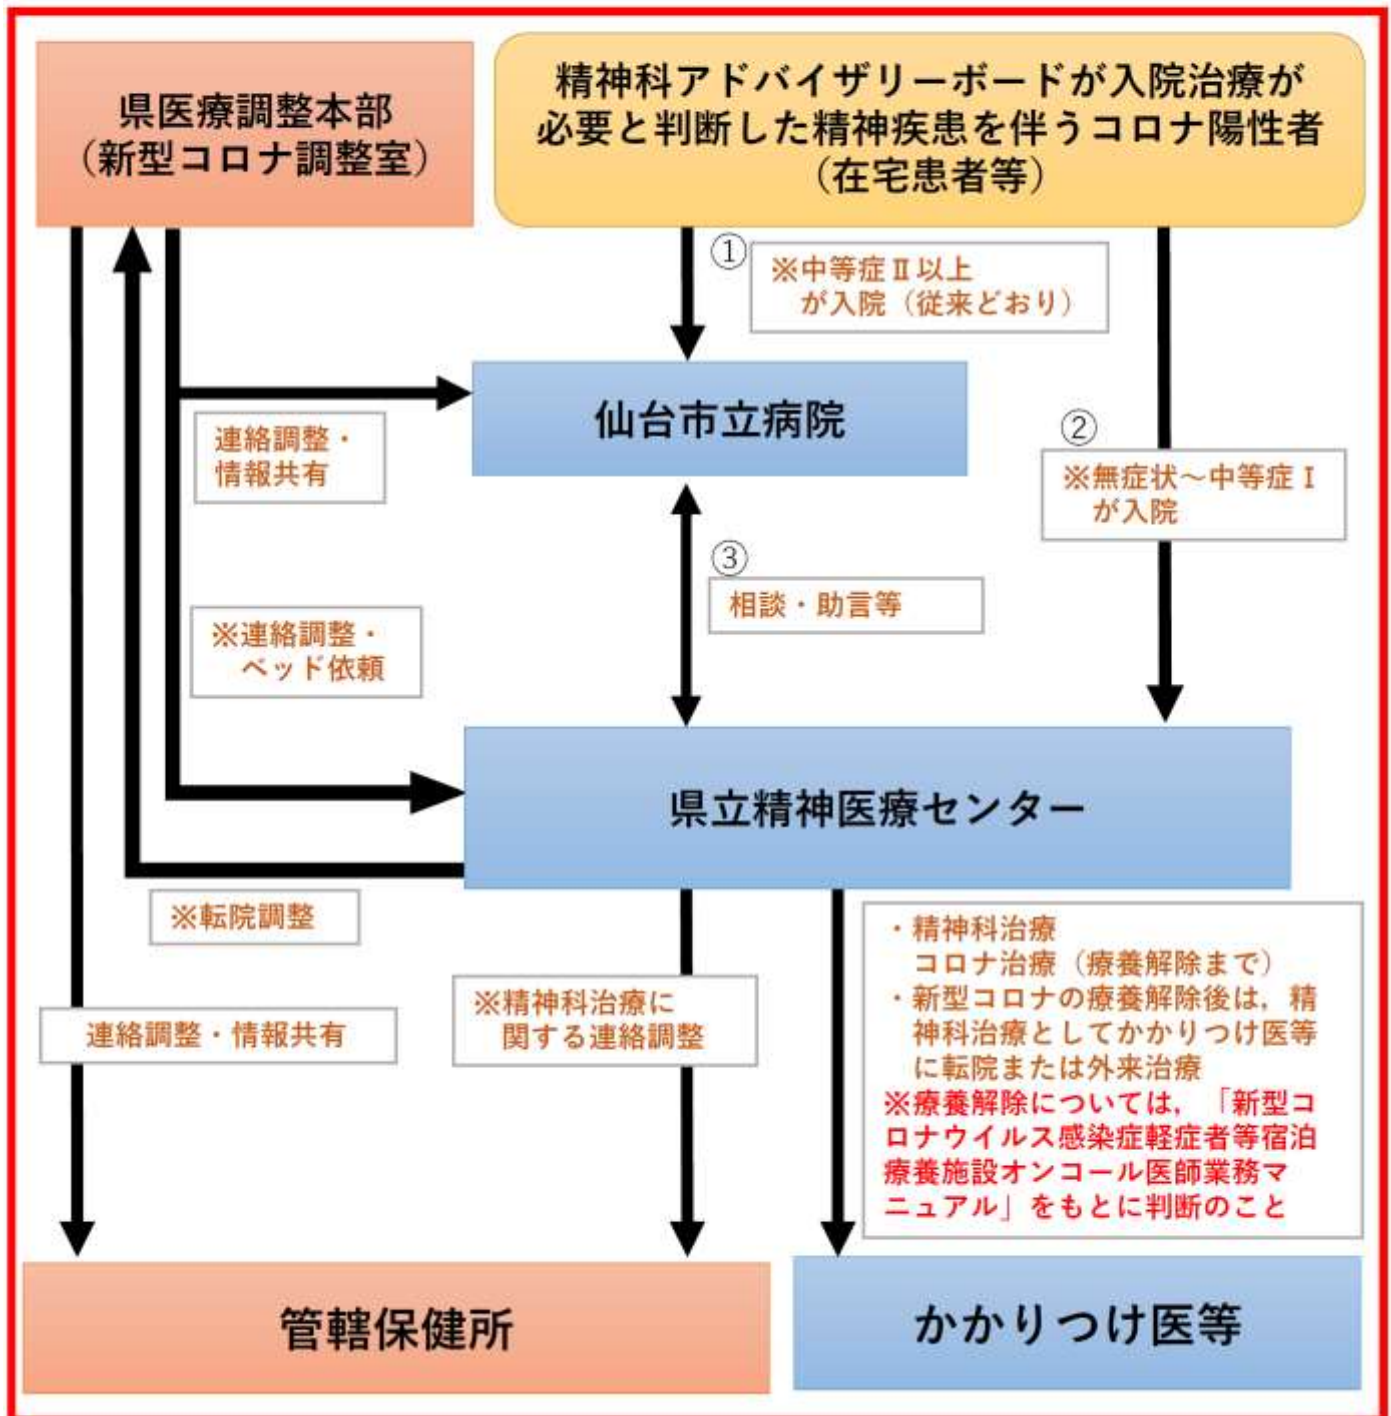 県医療調整本部
（新型コロナ調整室）
精神科アドバイザリーボードが入院治療が
必要と判断した精神疾患を伴うコロナ陽性者
（在宅患者等）
①
※中等症Ⅱ以上
が入院（従来どおり）
仙台市立病院
連絡調整・
情報共有
②
※無症状～中等症Ⅰ
が入院
③
相談・助言等
※連絡調整・
ベッド依頼
県立精神医療センター
※転院調整
連絡調整・情報共有
※精神科治療に
関する連絡調整
・精神科治療
コロナ治療（療養解除まで）
・新型コロナの療養解除後は，精
神科治療としてかかりつけ医等
に転院または外来治療
※療養解除については，「新型コ
ロナウイルス感染症軽症者等宿泊
療養施設オンコール医師業務マ
ニュアル」をもとに判断のこと
管轄保健所
かかりつけ医等